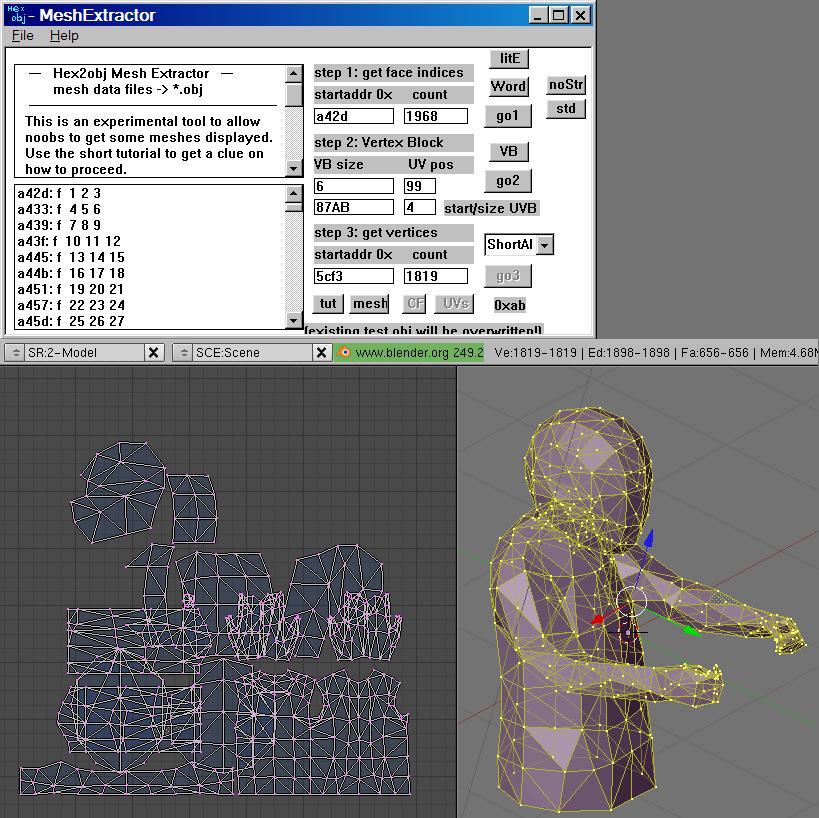 Hex obj - MeshExtractor
File Help
— Hex2obj Mesh Extractor —
mesh data files -> *.obj
This is an experimental tool to allow
noobs to get some meshes displayed.
Use the short tutorial to get a clue on
how to proceed.
a42d: f 1 2 3
a433: f 4 5 6
a439: f 7 8 9
a43f: f 10 11 12
a445: f 13 14 15
a44b: f 16 17 18
a451: f 19 20 21
a457: f 22 23 24
a45d: f 25 26 27
step 1: get face indices
startaddr 0x count
a42d 1968
step 2: Vertex Block
VB size UV pos
6 99
87AB 4 start/size UVB
step 3: get vertices
startaddr 0x count
5cf3 1819
tut mesh CF UVs
(existing test.obj will be overwritten!)
litE
Word noStr
go1 std
VB
go2
ShortAl
go3
0xab
SR:2-Model SCE:Scene www.blender.org 249.2 Ve:1819-1819 | Ed:1898-1898 | Fa:656-656 | Mem:4.68